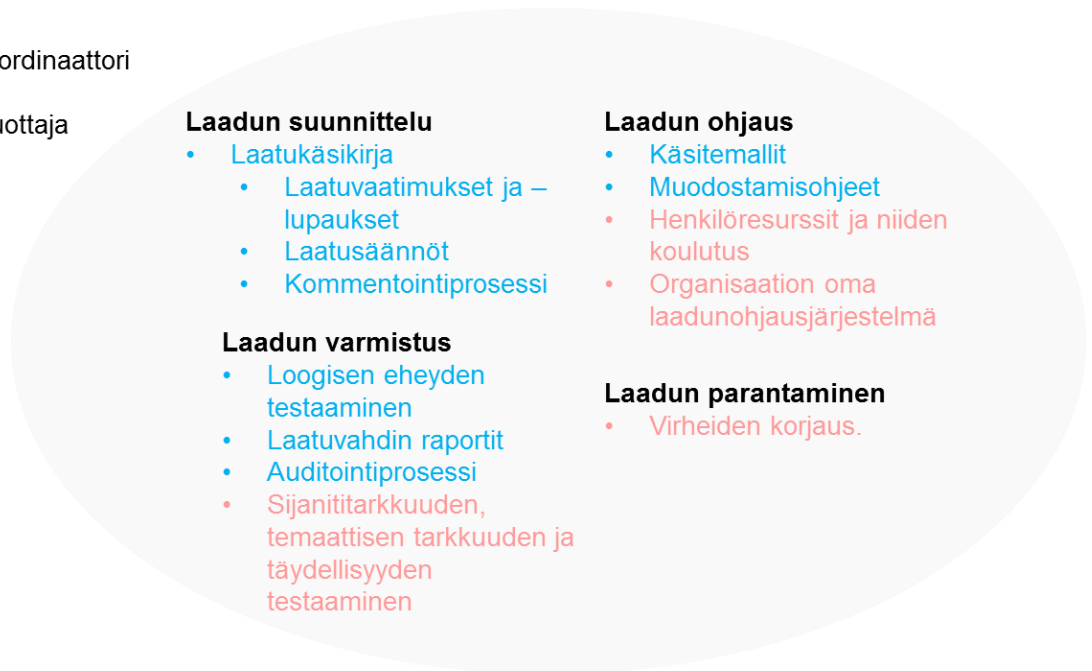 ordinaattori
uottaja
Laadun suunnittelu
• Laatukäsikirja
• Laatuvaatimukset ja –
lupaukset
• Laatusäännöt
• Kommentointiprosessi
Laadun varmistus
• Loogisen eheyden
testaaminen
• Laatuvahdin raportit
• Auditointiprosessi
• Sijanititarkkuuden,
temaattisen tarkkuuden ja
täydellisyyden
testaaminen
Laadun ohjaus
• Käsitemallit
• Muodostamisohjeet
• Henkilöresurssit ja niiden
koulutus
• Organisaation oma
laadunohjausjärjestelmä
Laadun parantaminen
• Virheiden korjaus.